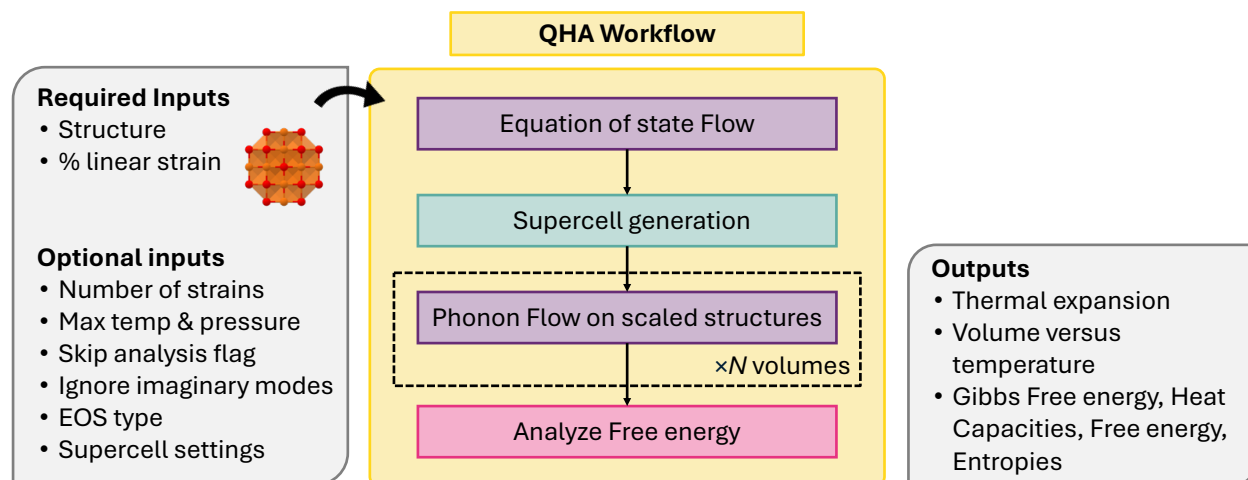 QHA Workflow
Required Inputs
• Structure
• % linear strain
Optional inputs
• Number of strains
• Max temp & pressure
• Skip analysis flag
• Ignore imaginary modes
• EOS type
• Supercell settings
Equation of state Flow
Supercell generation
Phonon Flow on scaled structures
×N volumes
Analyze Free energy
Outputs
• Thermal expansion
• Volume versus
temperature
• Gibbs Free energy, Heat
Capacities, Free energy,
Entropies